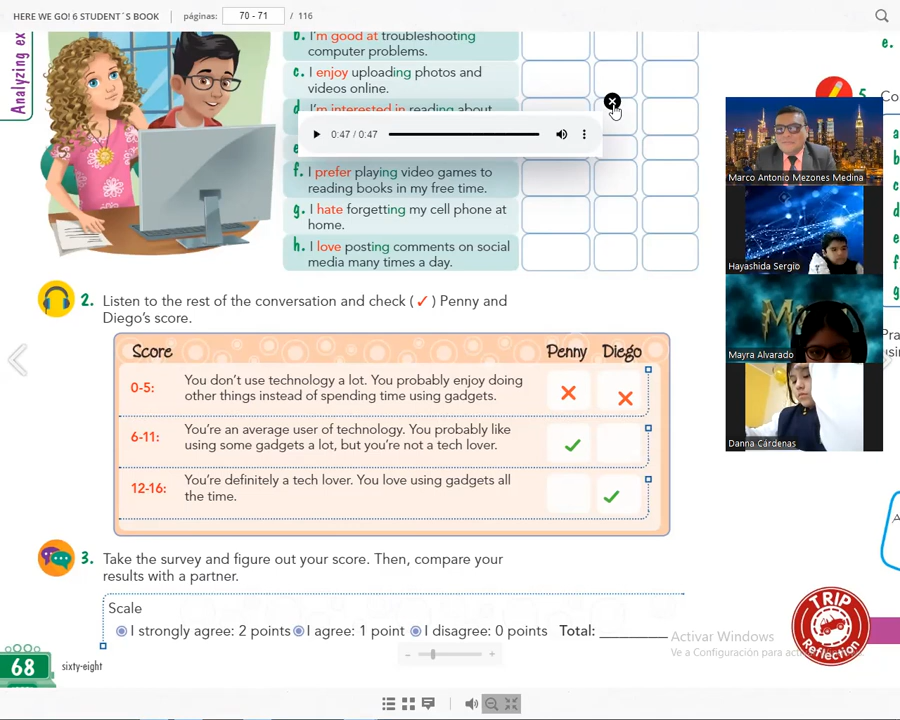 HERE WE GO! 6 STUDENT´S BOOK
páginas:
70 - 71
/ 116
Analyzing ex
b. I'm good at troubleshooting
computer problems.
c. I enjoy uploading photos and
videos online.
d. I'm interested in reading about
0:47 / 0:47
e
f. I prefer playing video games to
reading books in my free time.
g. I hate forgetting my cell phone at
home.
h. I love posting comments on social
media many times a day.
2. Listen to the rest of the conversation and check (✓) Penny and
Diego's score.
Score
Penny
Diego
0-5:
You don't use technology a lot. You probably enjoy doing
other things instead of spending time using gadgets.
6-11:
You're an average user of technology. You probably like
using some gadgets a lot, but you're not a tech lover.
12-16:
You're definitely a tech lover. You love using gadgets all
the time.
3. Take the survey and figure out your score. Then, compare your
results with a partner.
Scale
I strongly agree: 2 points
I agree: 1 point
I disagree: 0 points
Total: ________
68
sixty-eight
e.
5. Co
a
b
c
d
e
f
g
Marco Antonio Mezones Medina
Hayashida Sergio
Mayra Alvarado
Danna Cárdenas
TRIP
Reflection
Activar Windows